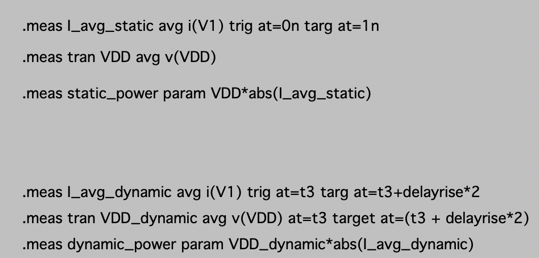 .meas I_avg_static avg i(V1) trig at=0n targ at=1n
.meas tran VDD avg v(VDD)
.meas static_power param VDD*abs(I_avg_static)
.meas I_avg_dynamic avg i(V1) trig at=t3 targ at=t3+delayrise*2
.meas tran VDD_dynamic avg v(VDD) at=t3 target at=(t3 + delayrise*2)
.meas dynamic_power param VDD_dynamic*abs(I_avg_dynamic)